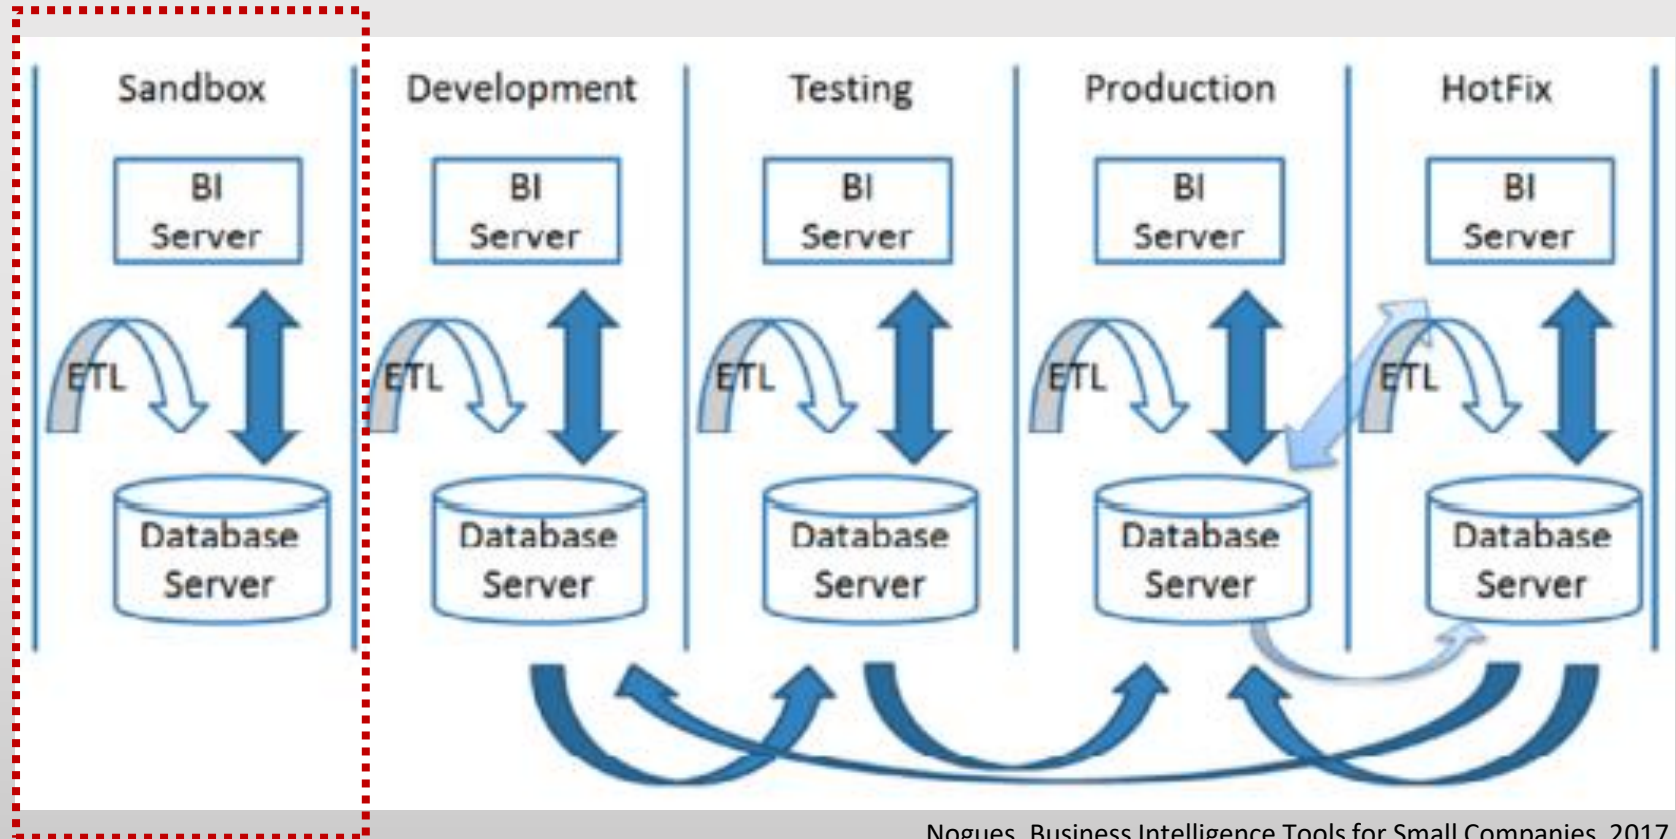 Sandbox
Development
Testing
Production
HotFix
BI
Server
BI
Server
BI
Server
BI
Server
BI
Server
ETL
ETL
ETL
ETL
ETL
Database
Server
Database
Server
Database
Server
Database
Server
Database
Server
Nogues, Business Intelligence Tools for Small Companies, 2017